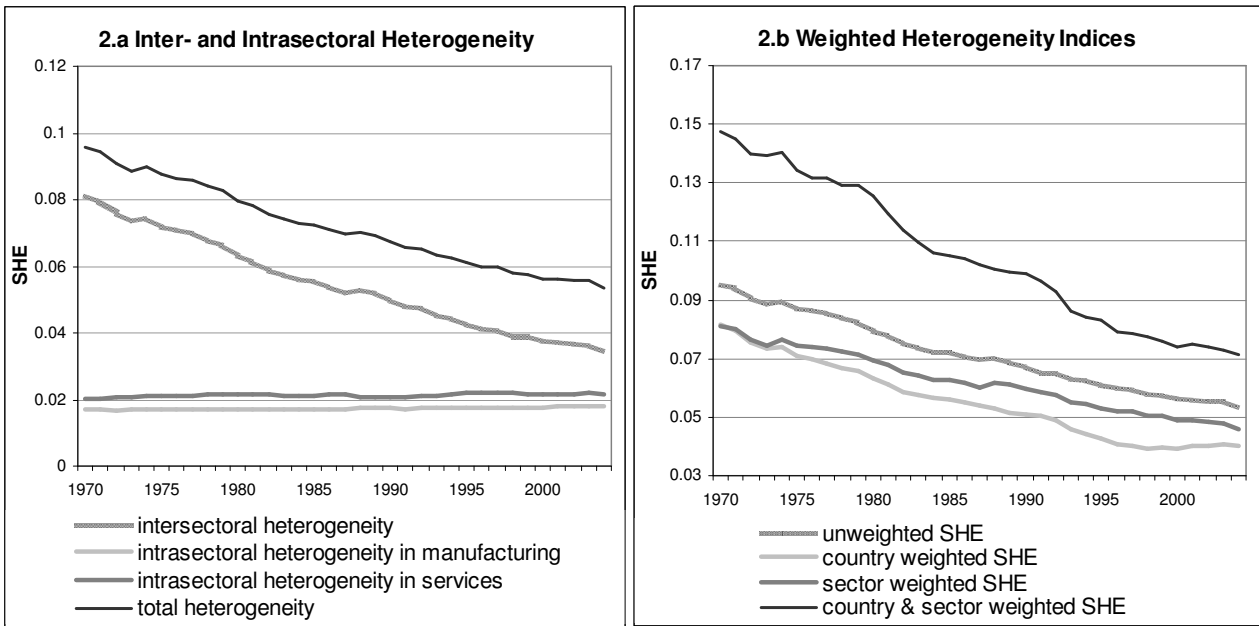 2.a Inter- and Intrasectoral Heterogeneity
0.12
0.1
0.08
0.06
0.04
0.02
0
SHE
1970 1975 1980 1985 1990 1995 2000
intersectoral heterogeneity
intrasectoral heterogeneity in manufacturing
intrasectoral heterogeneity in services
total heterogeneity
2.b Weighted Heterogeneity Indices
0.17
0.15
0.13
0.11
0.09
0.07
0.05
0.03
SHE
1970 1975 1980 1985 1990 1995 2000
unweighted SHE
country weighted SHE
sector weighted SHE
country & sector weighted SHE